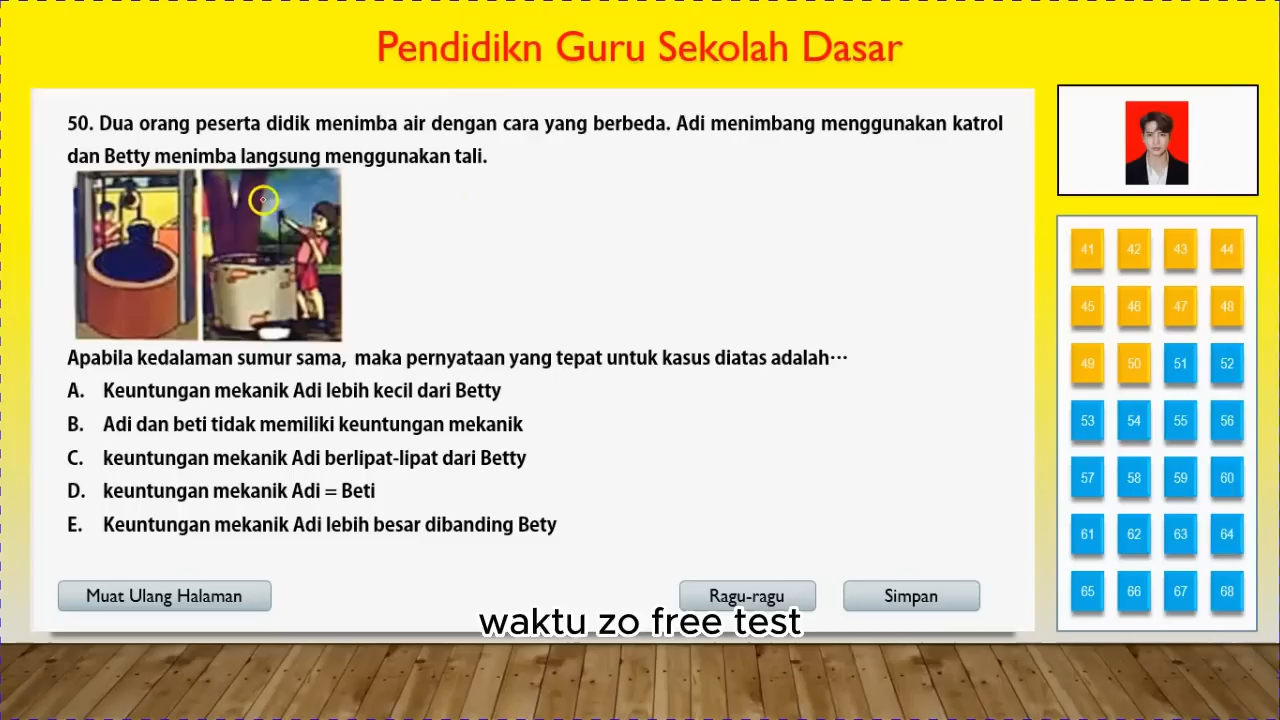 Pendidikn Guru Sekolah Dasar
50. Dua orang peserta didik menimba air dengan cara yang berbeda. Adi menimbang menggunakan katrol
dan Betty menimba langsung menggunakan tali.
Apabila kedalaman sumur sama, maka pernyataan yang tepat untuk kasus diatas adalah…
A. Keuntungan mekanik Adi lebih kecil dari Betty
B. Adi dan beti tidak memiliki keuntungan mekanik
C. keuntungan mekanik Adi berlipat-lipat dari Betty
D. keuntungan mekanik Adi = Beti
E. Keuntungan mekanik Adi lebih besar dibanding Bety
Muat Ulang Halaman
Ragu-ragu
Simpan
waktu zo free test
41 42 43 44
45 46 47 48
49 50 51 52
53 54 55 56
57 58 59 60
61 62 63 64
65 66 67 68